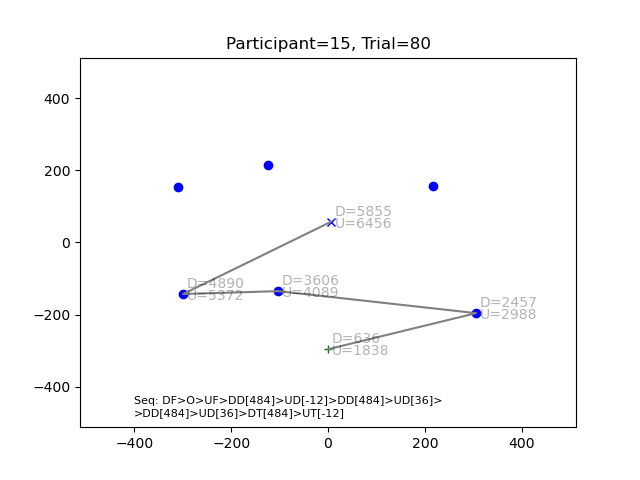 Participant=15, Trial=80
400
200
0
−200
−400
D=5855
U=6456
D=4890
U=5372
D=3606
U=4089
D=2457
U=2988
D=636
U=1838
Seq: DF>O>UF>DD[484]>UD[-12]>DD[484]>UD[36]>
>DD[484]>UD[36]>DT[484]>UT[-12]
−400 −200 0 200 400